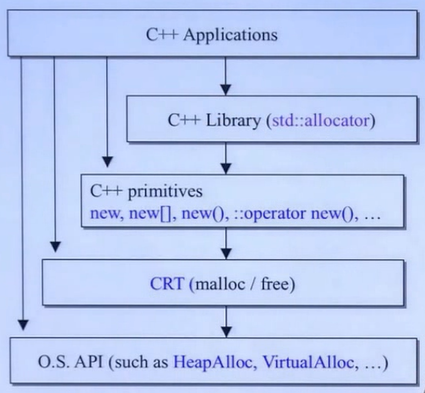 C++ Applications
C++ Library (std::allocator)
C++ primitives
new, new[], new(), ::operator new(), …
CRT (malloc / free)
O.S. API (such as HeapAlloc, VirtualAlloc, …)